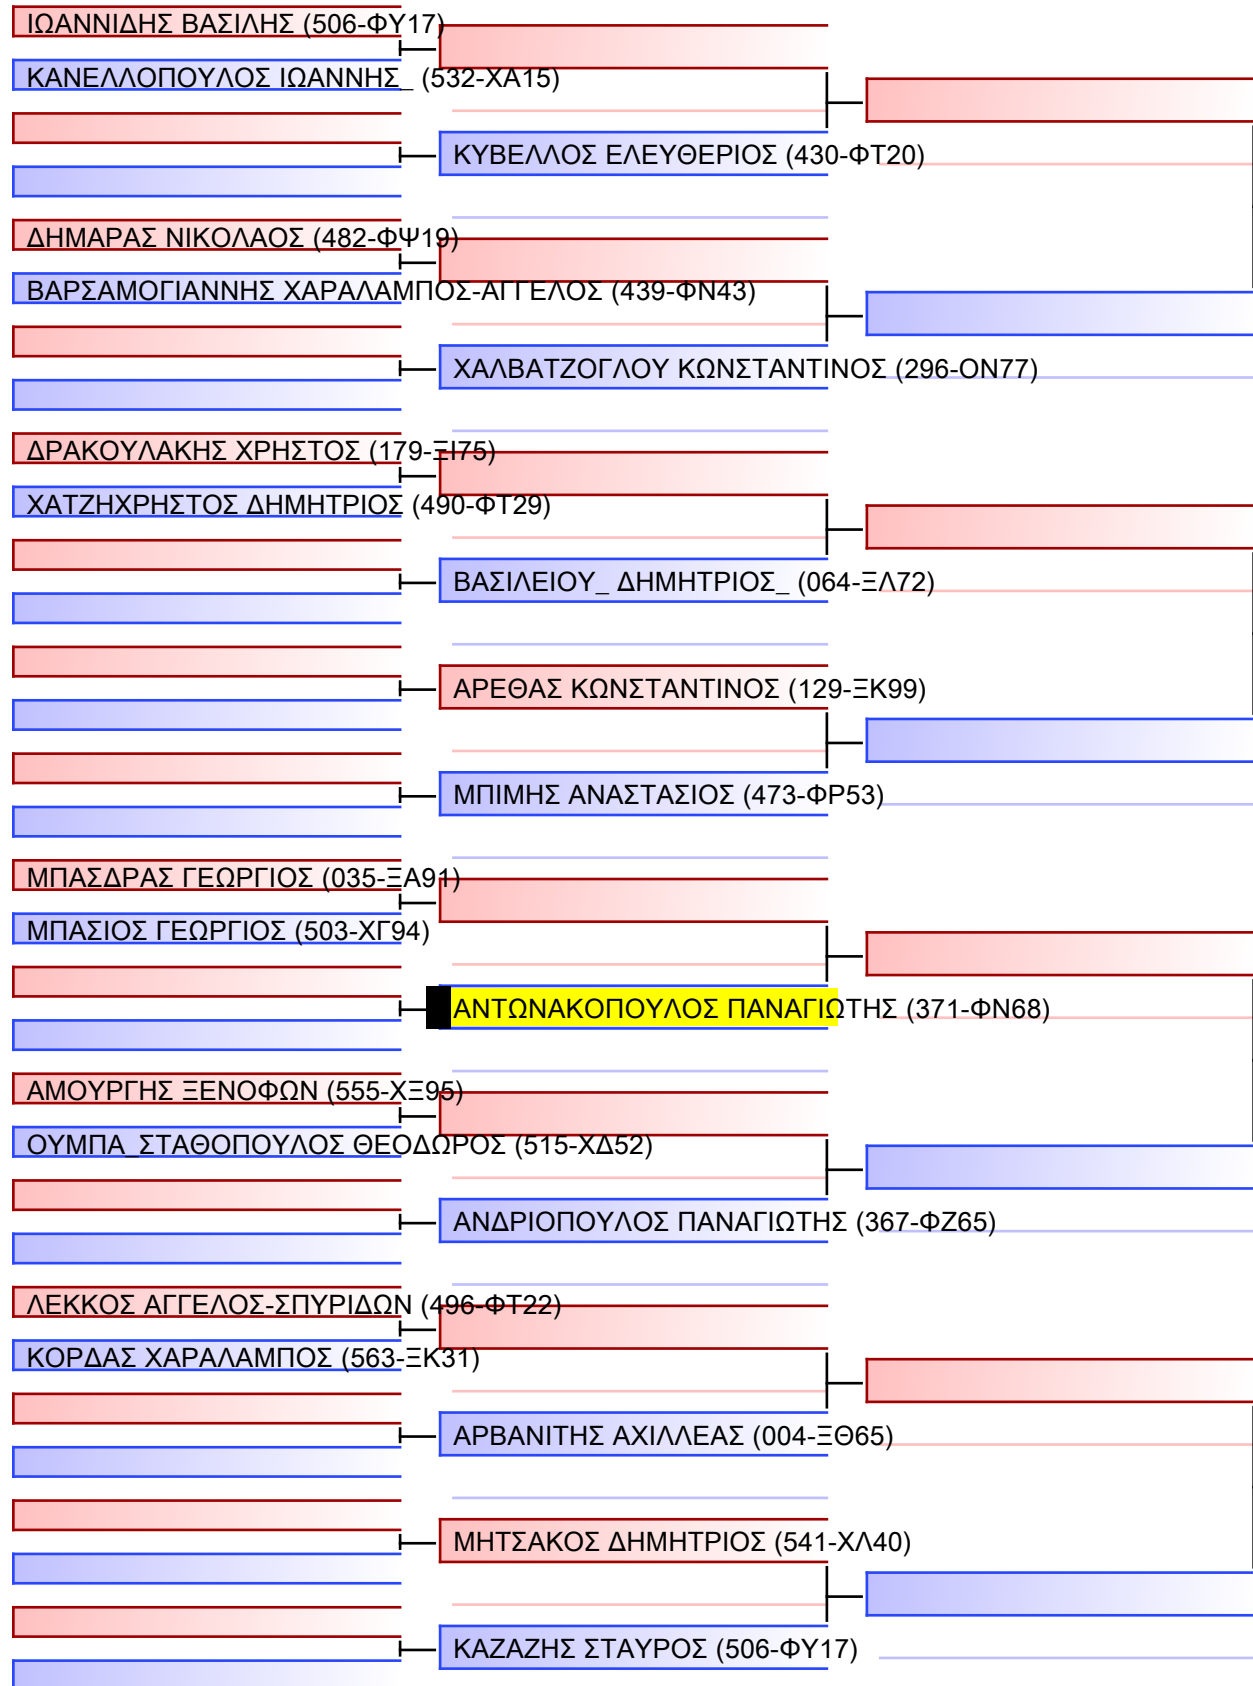 ΙΩΑΝΝΙΔΗΣ ΒΑΣΙΛΗΣ (506-ΦΥ17)
ΚΑΝΕΛΛΟΠΟΥΛΟΣ ΙΩΑΝΝΗΣ_ (532-ΧΑ15)
ΚΥΒΕΛΛΟΣ ΕΛΕΥΘΕΡΙΟΣ (430-ΦΤ20)
ΔΗΜΑΡΑΣ ΝΙΚΟΛΑΟΣ (482-ΦΨ19)
ΒΑΡΣΑΜΟΓΙΑΝΝΗΣ ΧΑΡΑΛΑΜΠΟΣ-ΑΓΓΕΛΟΣ (439-ΦΝ43)
ΧΑΛΒΑΤΖΟΓΛΟΥ ΚΩΝΣΤΑΝΤΙΝΟΣ (296-ΟΝ77)
ΔΡΑΚΟΥΛΑΚΗΣ ΧΡΗΣΤΟΣ (179-ΞΙ75)
ΧΑΤΖΗΧΡΗΣΤΟΣ ΔΗΜΗΤΡΙΟΣ (490-ΦΤ29)
ΒΑΣΙΛΕΙΟΥ_ ΔΗΜΗΤΡΙΟΣ_ (064-ΞΛ72)
ΑΡΕΘΑΣ ΚΩΝΣΤΑΝΤΙΝΟΣ (129-ΞΚ99)
ΜΠΙΜΗΣ ΑΝΑΣΤΑΣΙΟΣ (473-ΦΡ53)
ΜΠΑΣΔΡΑΣ ΓΕΩΡΓΙΟΣ (035-ΞΑ91)
ΜΠΑΣΙΟΣ ΓΕΩΡΓΙΟΣ (503-ΧΓ94)
ΑΝΤΩΝΑΚΟΠΟΥΛΟΣ ΠΑΝΑΓΙΩΤΗΣ (371-ΦΝ68)
ΑΜΟΥΡΓΗΣ ΞΕΝΟΦΩΝ (555-ΧΞ95)
ΟΥΜΠΑ_ΣΤΑΘΟΠΟΥΛΟΣ ΘΕΟΔΩΡΟΣ (515-ΧΔ52)
ΑΝΔΡΙΟΠΟΥΛΟΣ ΠΑΝΑΓΙΩΤΗΣ (367-ΦΖ65)
ΛΕΚΚΟΣ ΑΓΓΕΛΟΣ-ΣΠΥΡΙΔΩΝ (496-ΦΤ22)
ΚΟΡΔΑΣ ΧΑΡΑΛΑΜΠΟΣ (563-ΞΚ31)
ΑΡΒΑΝΙΤΗΣ ΑΧΙΛΛΕΑΣ (004-ΞΘ65)
ΜΗΤΣΑΚΟΣ ΔΗΜΗΤΡΙΟΣ (541-ΧΛ40)
ΚΑΖΑΖΗΣ ΣΤΑΥΡΟΣ (506-ΦΥ17)